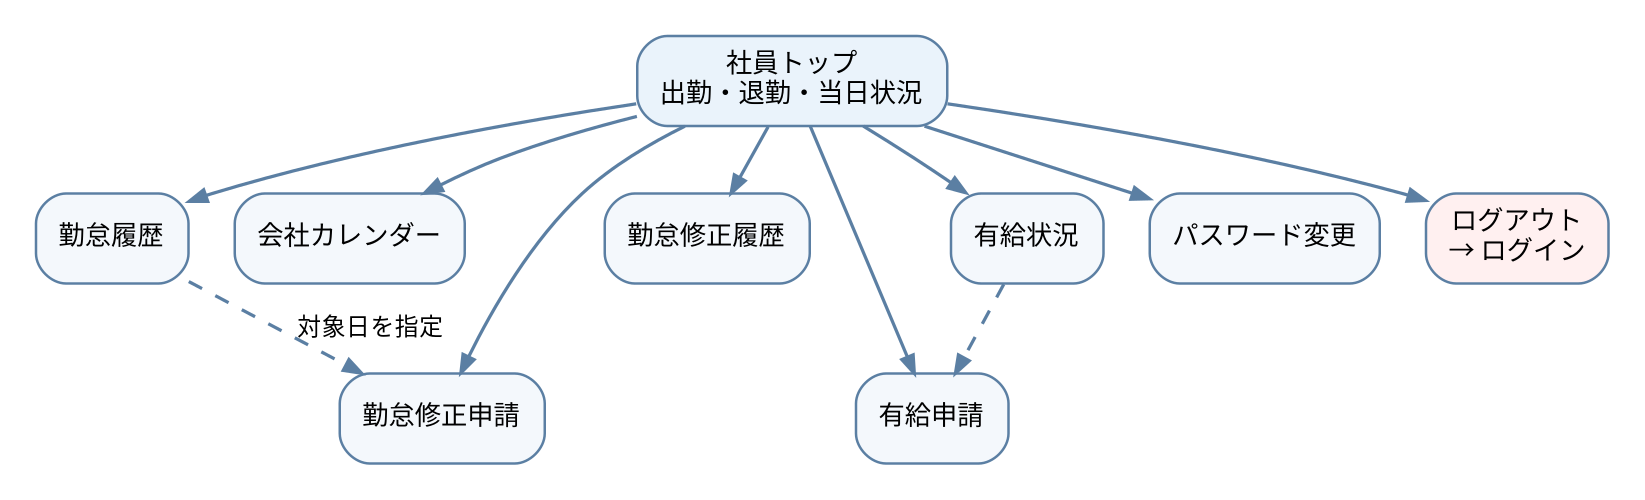 社員トップ
出勤・退勤・当日状況
勤怠履歴
会社カレンダー
勤怠修正履歴
有給状況
パスワード変更
ログアウト
→ ログイン
対象日を指定
勤怠修正申請
有給申請